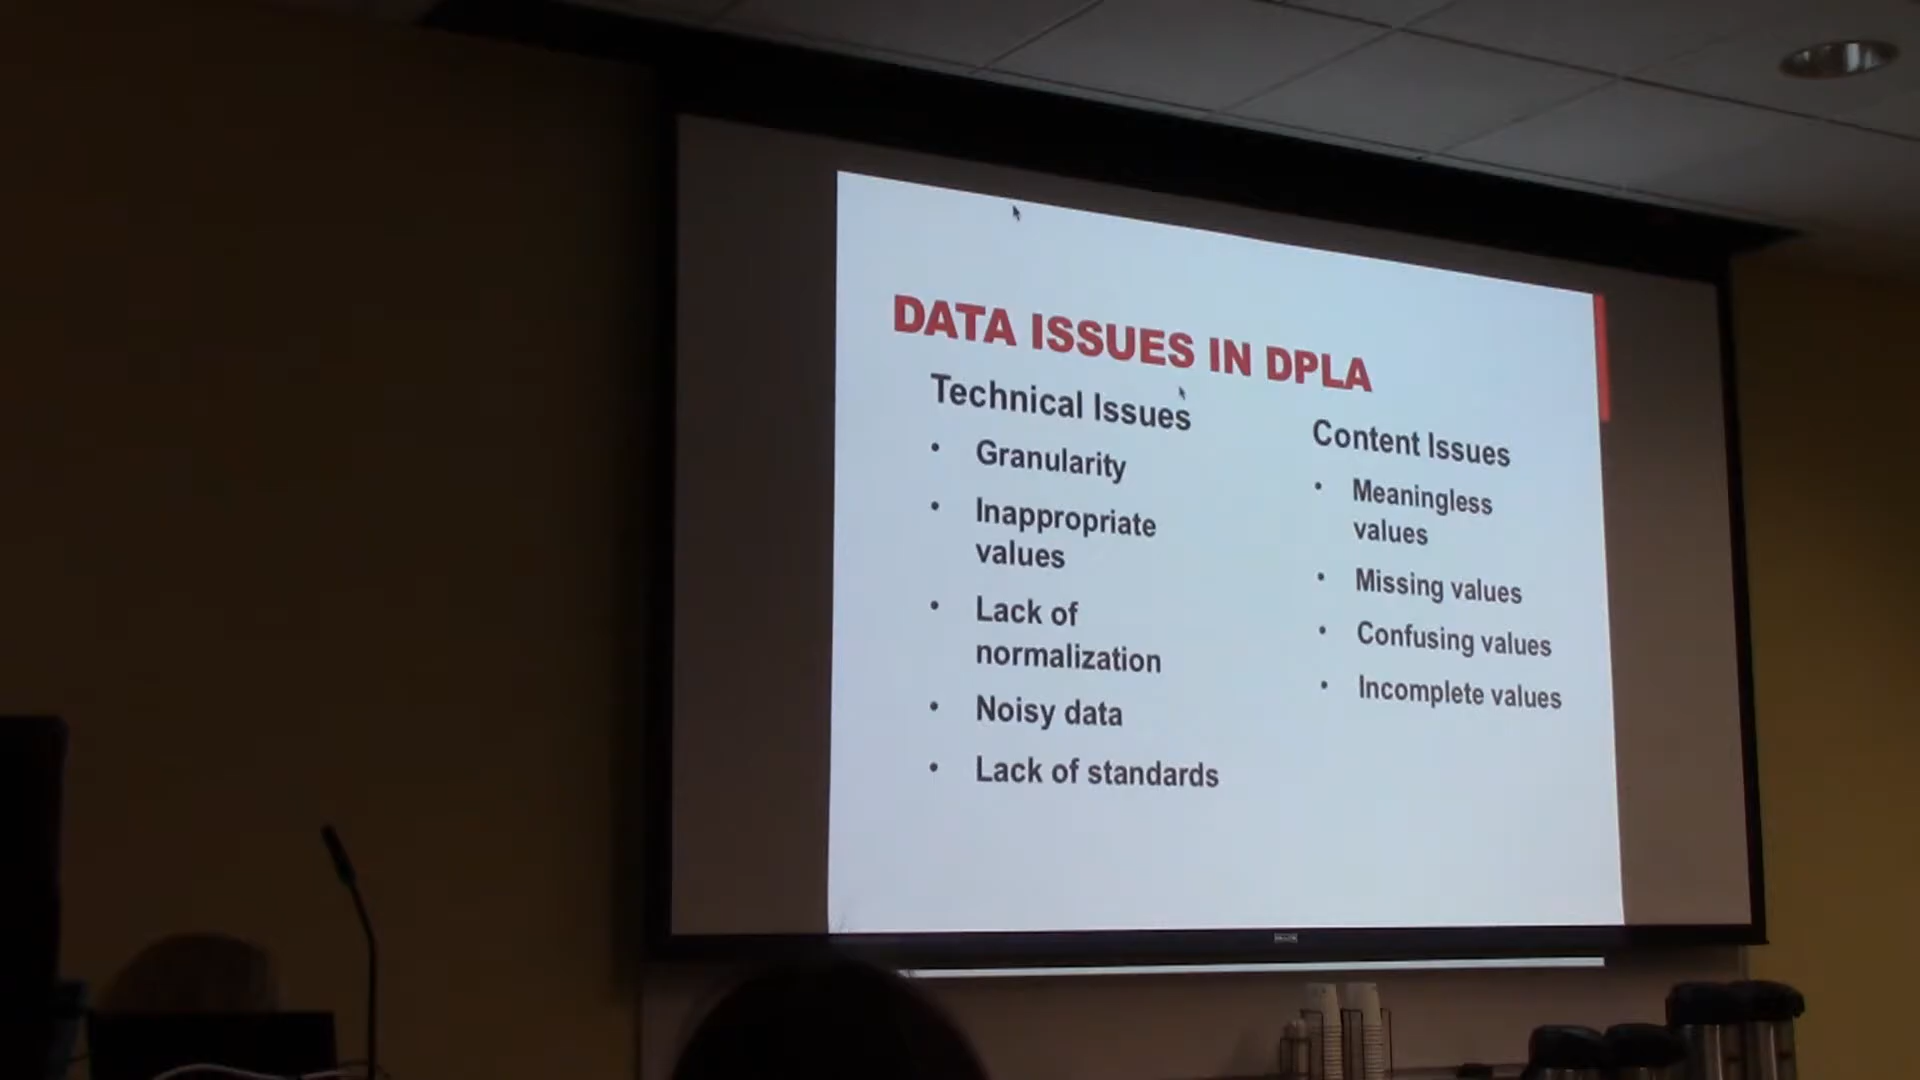 DATA ISSUES IN DPLA
Technical Issues
Granularity
Inappropriate
values
Lack of
normalization
Noisy data
Lack of standards
Content Issues
Meaningless
values
Missing values
Confusing values
Incomplete values